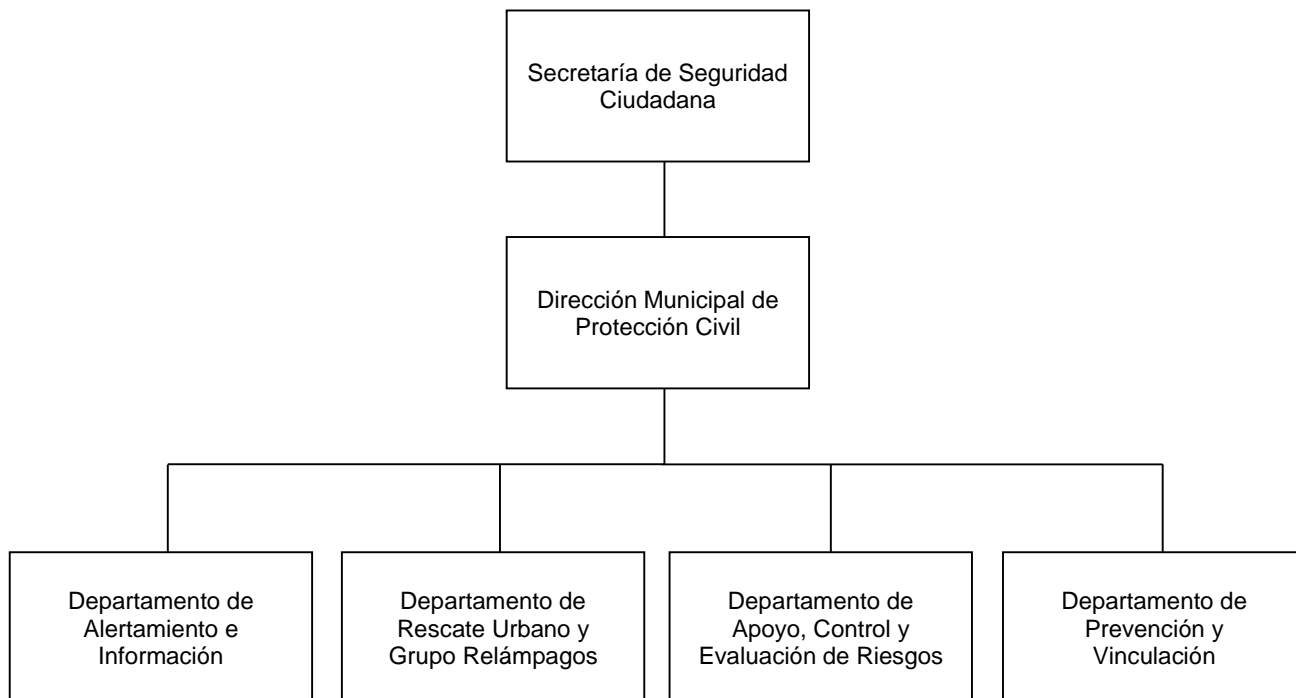 Secretaría de Seguridad
Ciudadana
Dirección Municipal de
Protección Civil
Departamento de
Alertamiento e
Información
Departamento de
Rescate Urbano y
Grupo Relámpagos
Departamento de
Apoyo, Control y
Evaluación de Riesgos
Departamento de
Prevención y
Vinculación